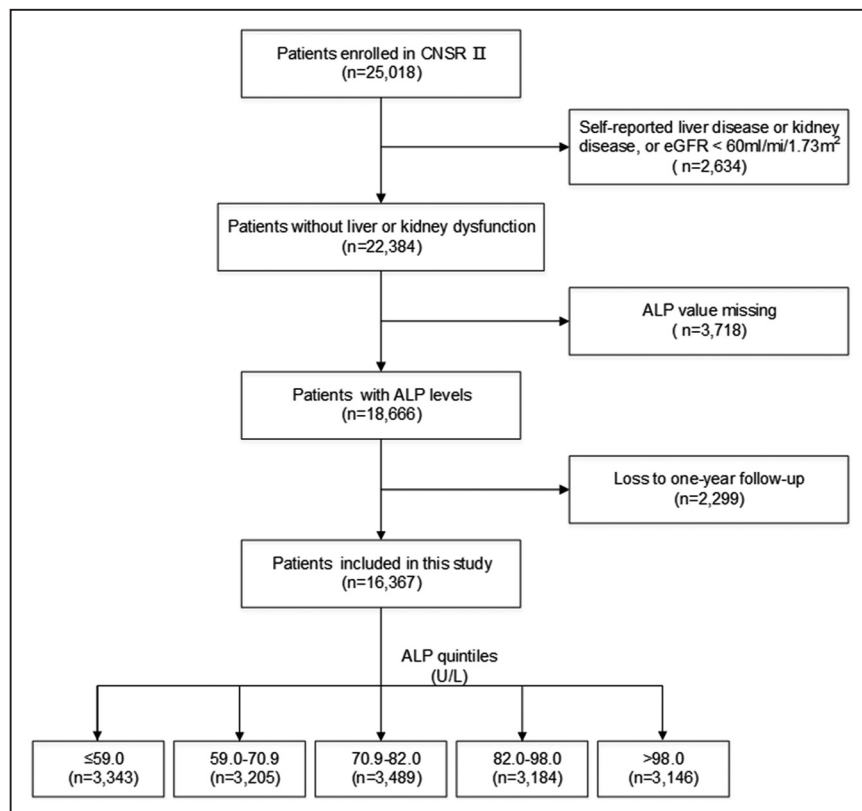 Patients enrolled in CNSR Ⅱ
(n=25,018)
Self-reported liver disease or kidney
disease, or eGFR < 60ml/mi/1.73m²
( n=2,634)
Patients without liver or kidney dysfunction
(n=22,384)
ALP value missing
( n=3,718)
Patients with ALP levels
(n=18,666)
Loss to one-year follow-up
(n=2,299)
Patients included in this study
(n=16,367)
ALP quintiles
(U/L)
≤59.0
(n=3,343)
59.0-70.9
(n=3,205)
70.9-82.0
(n=3,489)
82.0-98.0
(n=3,184)
>98.0
(n=3,146)